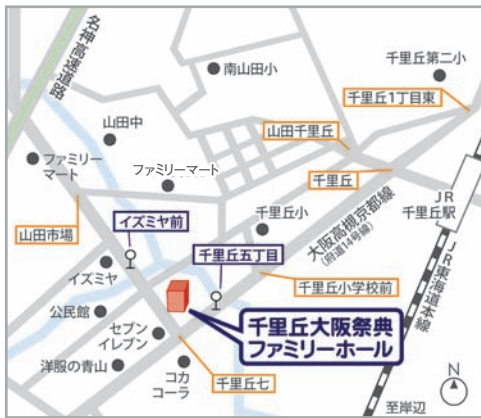 名神高速道路
南山田小
千里丘第二小
千里丘1丁目東
山田中
山田千里丘
ファミリー
マート
ファミリーマート
千里丘
JR
千里丘駅
山田市場
イズミヤ前
千里丘小
大阪高槻京都線
(府道14号線)
JR東海道本線
千里丘五丁目
イズミヤ
千里丘小学校前
公民館
セブン
イレブン
千里丘大阪祭典
ファミリーホール
洋服の青山
コカ
コーラ
千里丘七
至岸辺
N